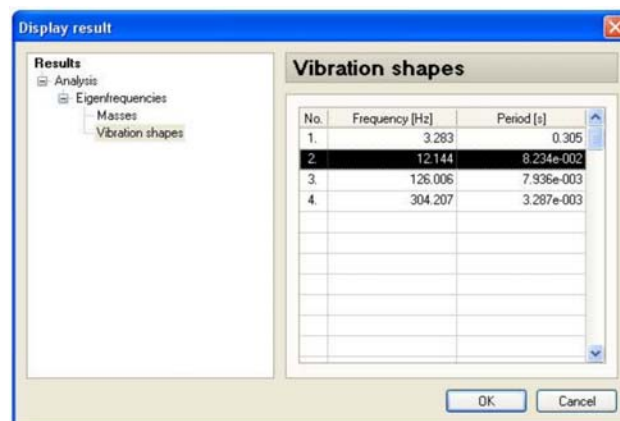 Display result
Results
Analysis
Eigenfrequencies
Masses
Vibration shapes
Vibration shapes
No. Frequency [Hz] Period [s]
1. 3.283 0.305
2. 12.144 8.234e-002
3. 126.006 7.936e-003
4. 304.207 3.287e-003
OK Cancel